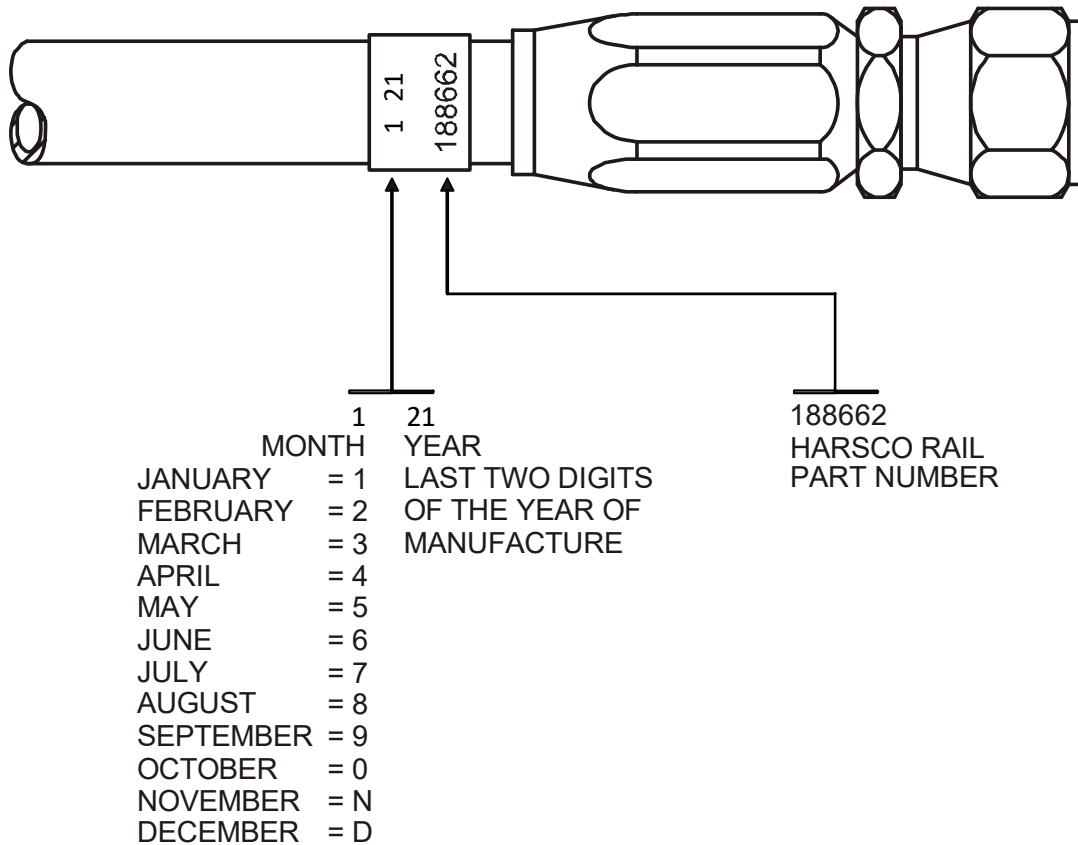 1 21
188662
1 21
MONTH YEAR
JANUARY = 1 LAST TWO DIGITS
FEBRUARY = 2 OF THE YEAR OF
MARCH = 3 MANUFACTURE
APRIL = 4
MAY = 5
JUNE = 6
JULY = 7
AUGUST = 8
SEPTEMBER = 9
OCTOBER = 0
NOVEMBER = N
DECEMBER = D
188662
HARSCO RAIL
PART NUMBER